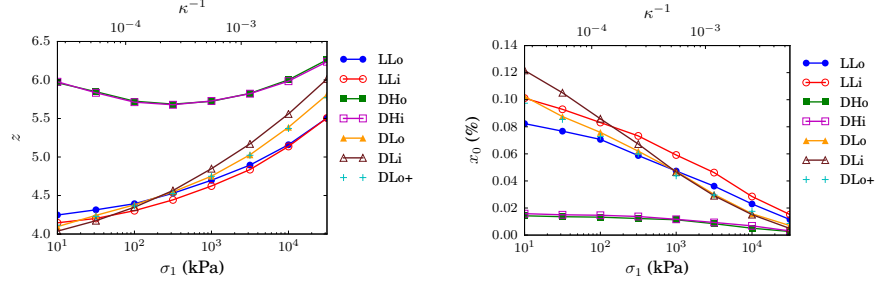 κ⁻¹
10⁻⁴ 10⁻³
6.5
6.0
5.5
5.0
4.5
4.0
z
10¹ 10² 10³ 10⁴
σ₁ (kPa)
LLo
LLi
DHo
DHi
DLo
DLi
DLo+
κ⁻¹
10⁻⁴ 10⁻³
0.14
0.12
0.10
0.08
0.06
0.04
0.02
0.00
x₀ (%)
10¹ 10² 10³ 10⁴
σ₁ (kPa)
LLo
LLi
DHo
DHi
DLo
DLi
DLo+